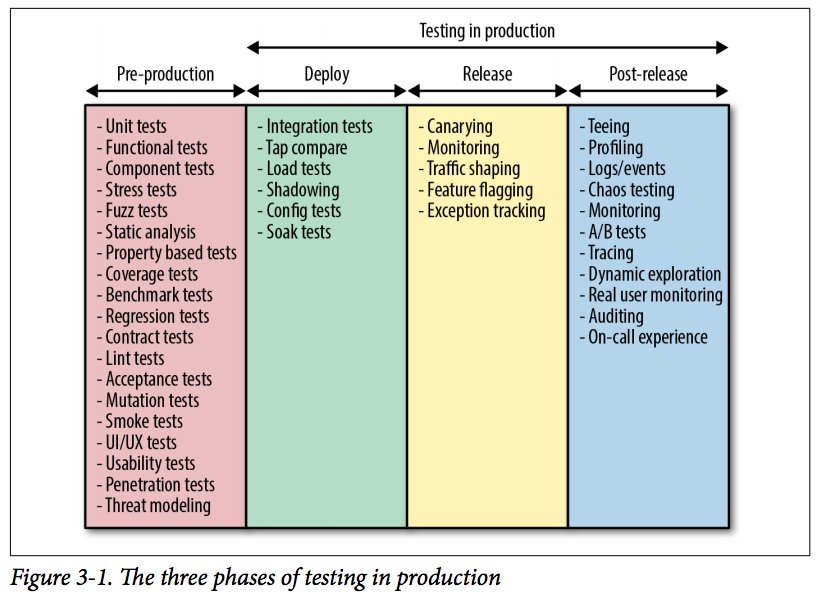 Testing in production
Pre-production
Deploy
Release
Post-release
- Unit tests
- Functional tests
- Component tests
- Stress tests
- Fuzz tests
- Static analysis
- Property based tests
- Coverage tests
- Benchmark tests
- Regression tests
- Contract tests
- Lint tests
- Acceptance tests
- Mutation tests
- Smoke tests
- UI/UX tests
- Usability tests
- Penetration tests
- Threat modeling
- Integration tests
- Tap compare
- Load tests
- Shadowing
- Config tests
- Soak tests
- Canarying
- Monitoring
- Traffic shaping
- Feature flagging
- Exception tracking
- Teeing
- Profiling
- Logs/events
- Chaos testing
- Monitoring
- A/B tests
- Tracing
- Dynamic exploration
- Real user monitoring
- Auditing
- On-call experience
Figure 3-1. The three phases of testing in production